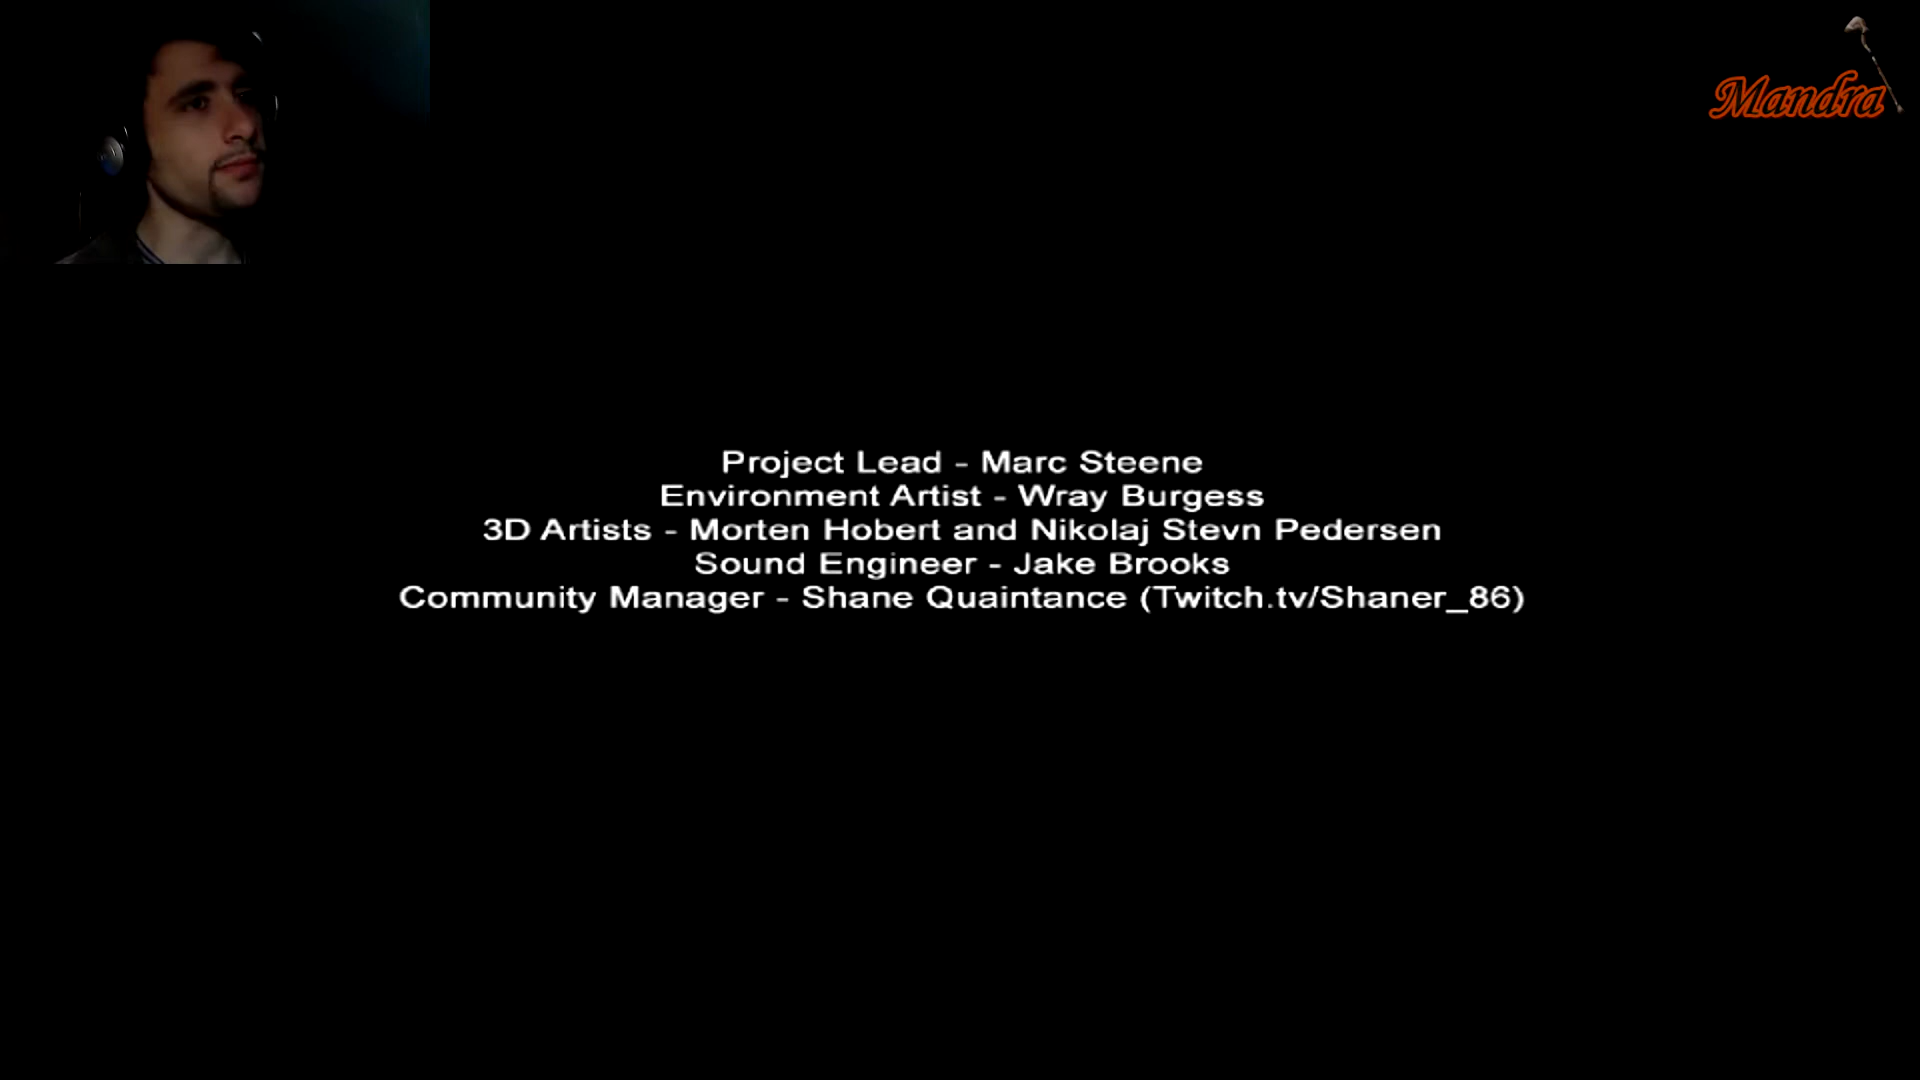 Mandra
Project Lead - Marc Steene
Environment Artist - Wray Burgess
3D Artists - Morten Hobert and Nikolaj Stevn Pedersen
Sound Engineer - Jake Brooks
Community Manager - Shane Quaintance (Twitch.tv/Shaner_86)